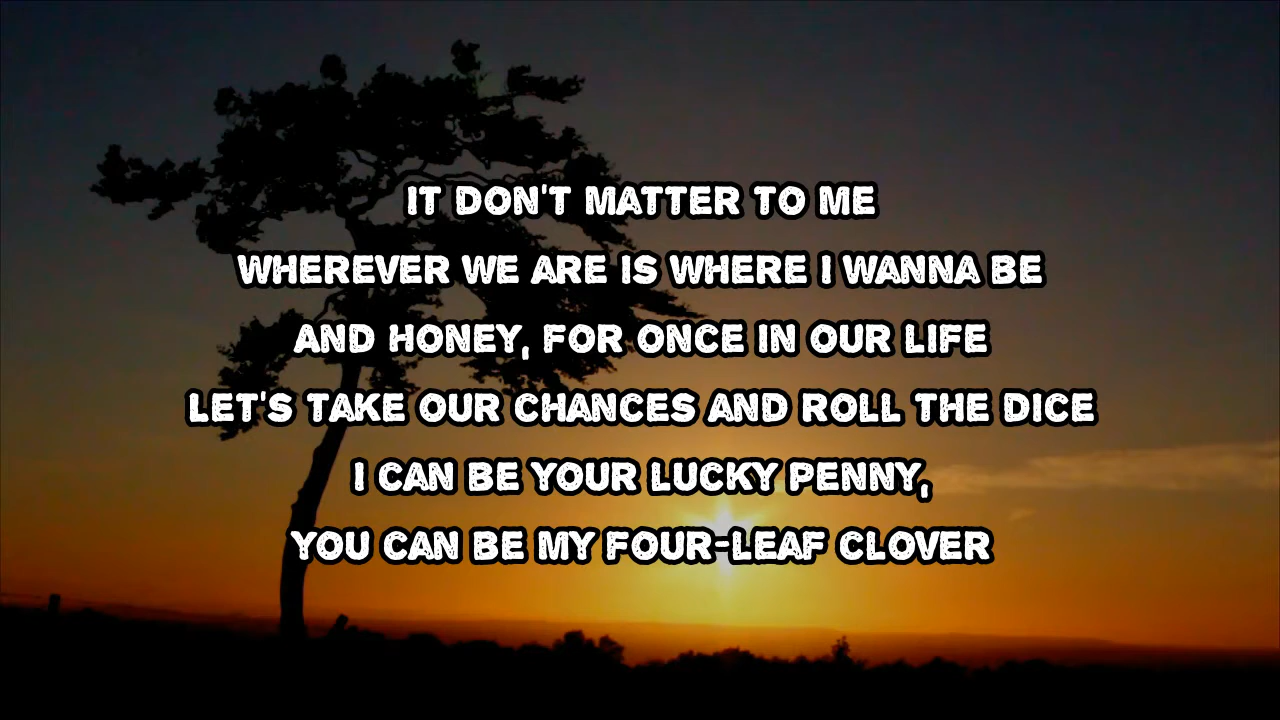 IT DON'T MATTER TO ME
WHEREVER WE ARE IS WHERE I WANNA BE
AND HONEY, FOR ONCE IN OUR LIFE
LET'S TAKE OUR CHANCES AND ROLL THE DICE
I CAN BE YOUR LUCKY PENNY,
YOU CAN BE MY FOUR-LEAF CLOVER